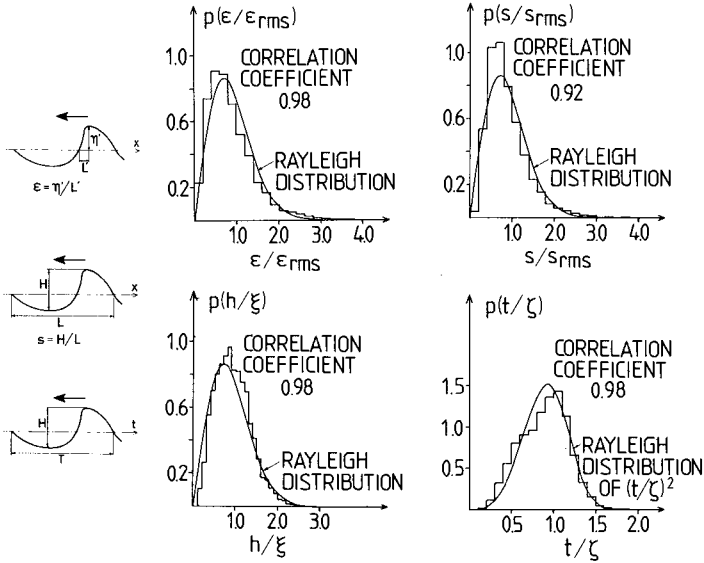 η'
x
L'
ε = η'/L'
H
x
L
s = H/L
H
t
T
p(ε/εrms)
1.0
0.6
0.2
CORRELATION
COEFFICIENT
0.98
RAYLEIGH
DISTRIBUTION
1.0 2.0 3.0 4.0
ε/εrms
p(s/srms)
1.0
0.6
0.2
CORRELATION
COEFFICIENT
0.92
RAYLEIGH
DISTRIBUTION
1.0 2.0 3.0 4.0
s/srms
p(h/ξ)
1.0
0.6
0.2
CORRELATION
COEFFICIENT
0.98
RAYLEIGH
DISTRIBUTION
1.0 2.0 3.0
h/ξ
p(t/ζ)
1.5
1.0
0.5
CORRELATION
COEFFICIENT
0.98
RAYLEIGH
DISTRIBUTION
OF (t/ζ)²
0.5 1.0 1.5 2.0
t/ζ